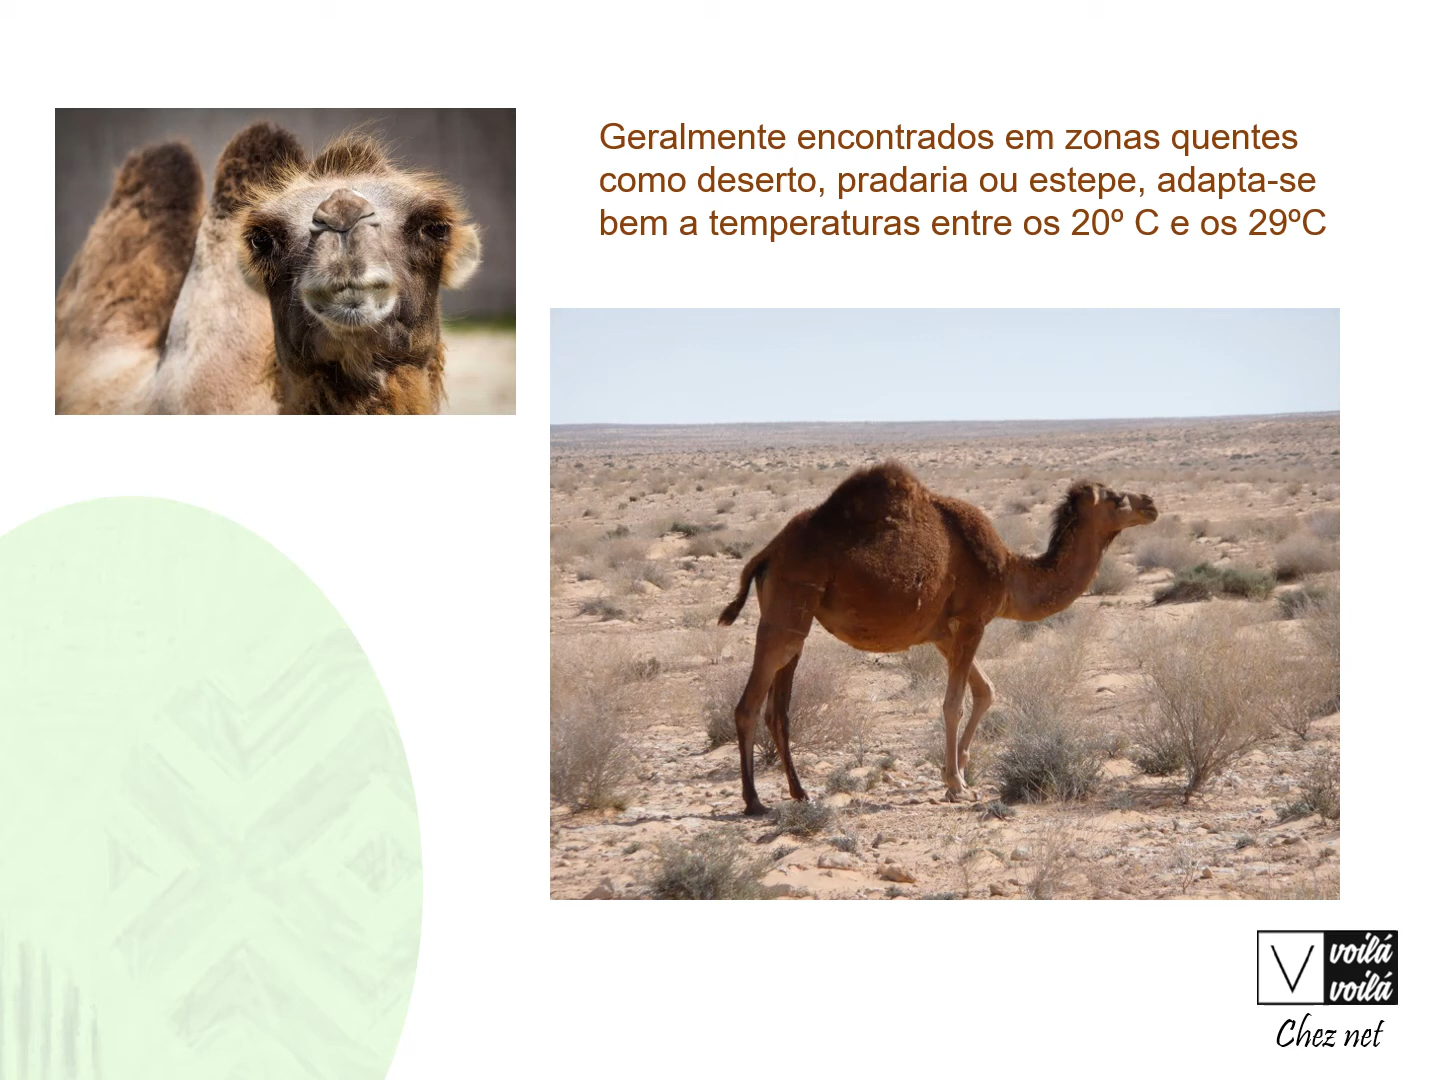 Geralmente encontrados em zonas quentes
como deserto, pradaria ou estepe, adapta-se
bem a temperaturas entre os 20º C e os 29ºC
V voilá
voilá
Chez net